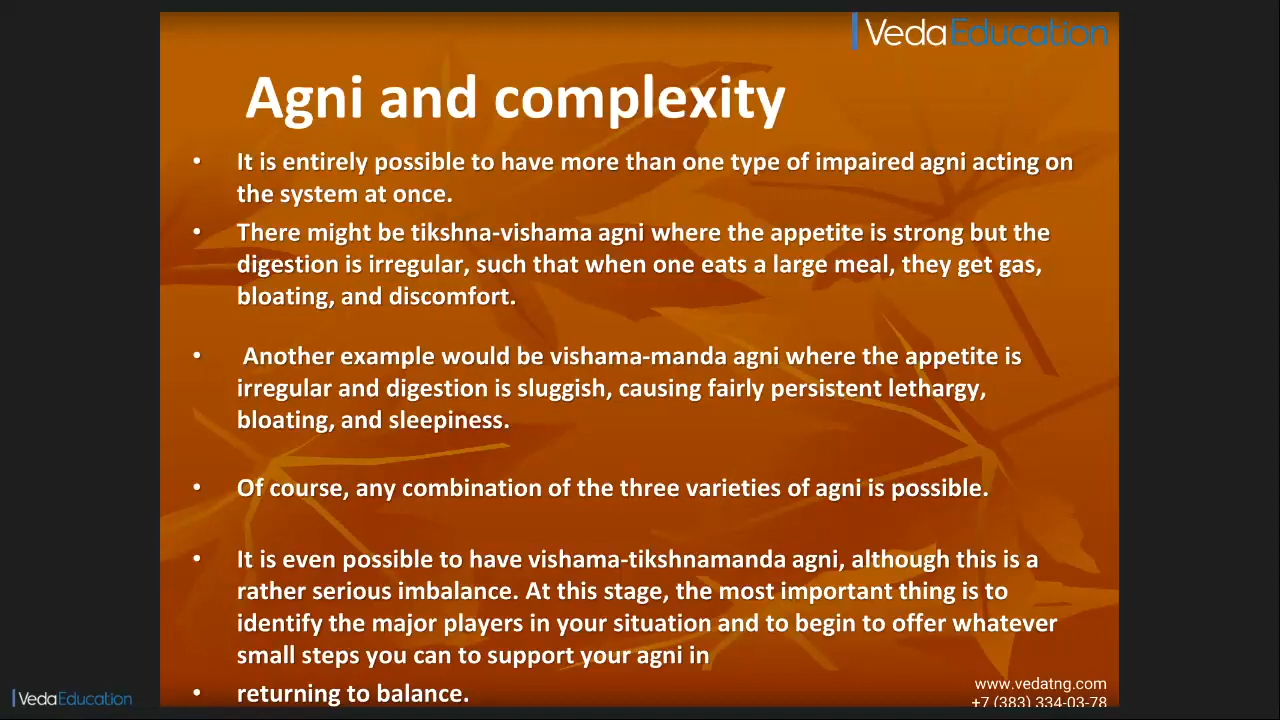 VedaEducation
Agni and complexity
• It is entirely possible to have more than one type of impaired agni acting on
the system at once.
• There might be tikshna-vishama agni where the appetite is strong but the
digestion is irregular, such that when one eats a large meal, they get gas,
bloating, and discomfort.
• Another example would be vishama-manda agni where the appetite is
irregular and digestion is sluggish, causing fairly persistent lethargy,
bloating, and sleepiness.
• Of course, any combination of the three varieties of agni is possible.
• It is even possible to have vishama-tikshnamanda agni, although this is a
rather serious imbalance. At this stage, the most important thing is to
identify the major players in your situation and to begin to offer whatever
small steps you can to support your agni in
• returning to balance.
www.vedatng.com
+7 (383) 334-03-78
VedaEducation